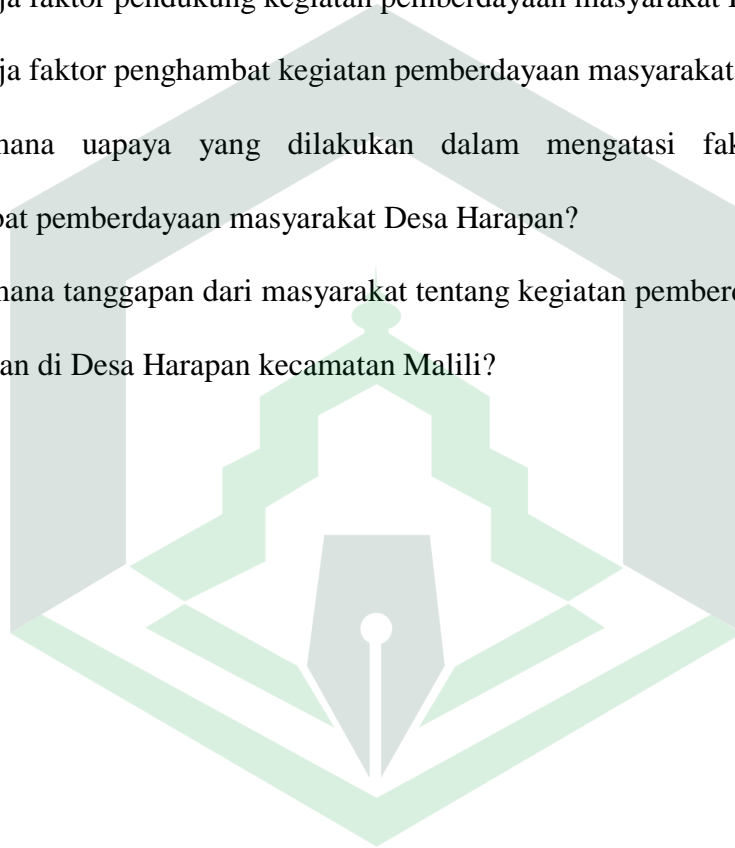 ja faktor pendukung kegiatan pemberdayaan masyarakat
ja faktor penghambat kegiatan pemberdayaan masyarakat
nana uapaya yang dilakukan dalam mengatasi fak
bat pemberdayaan masyarakat Desa Harapan?
nana tanggapan dari masyarakat tentang kegiatan pember
an di Desa Harapan kecamatan Malili?